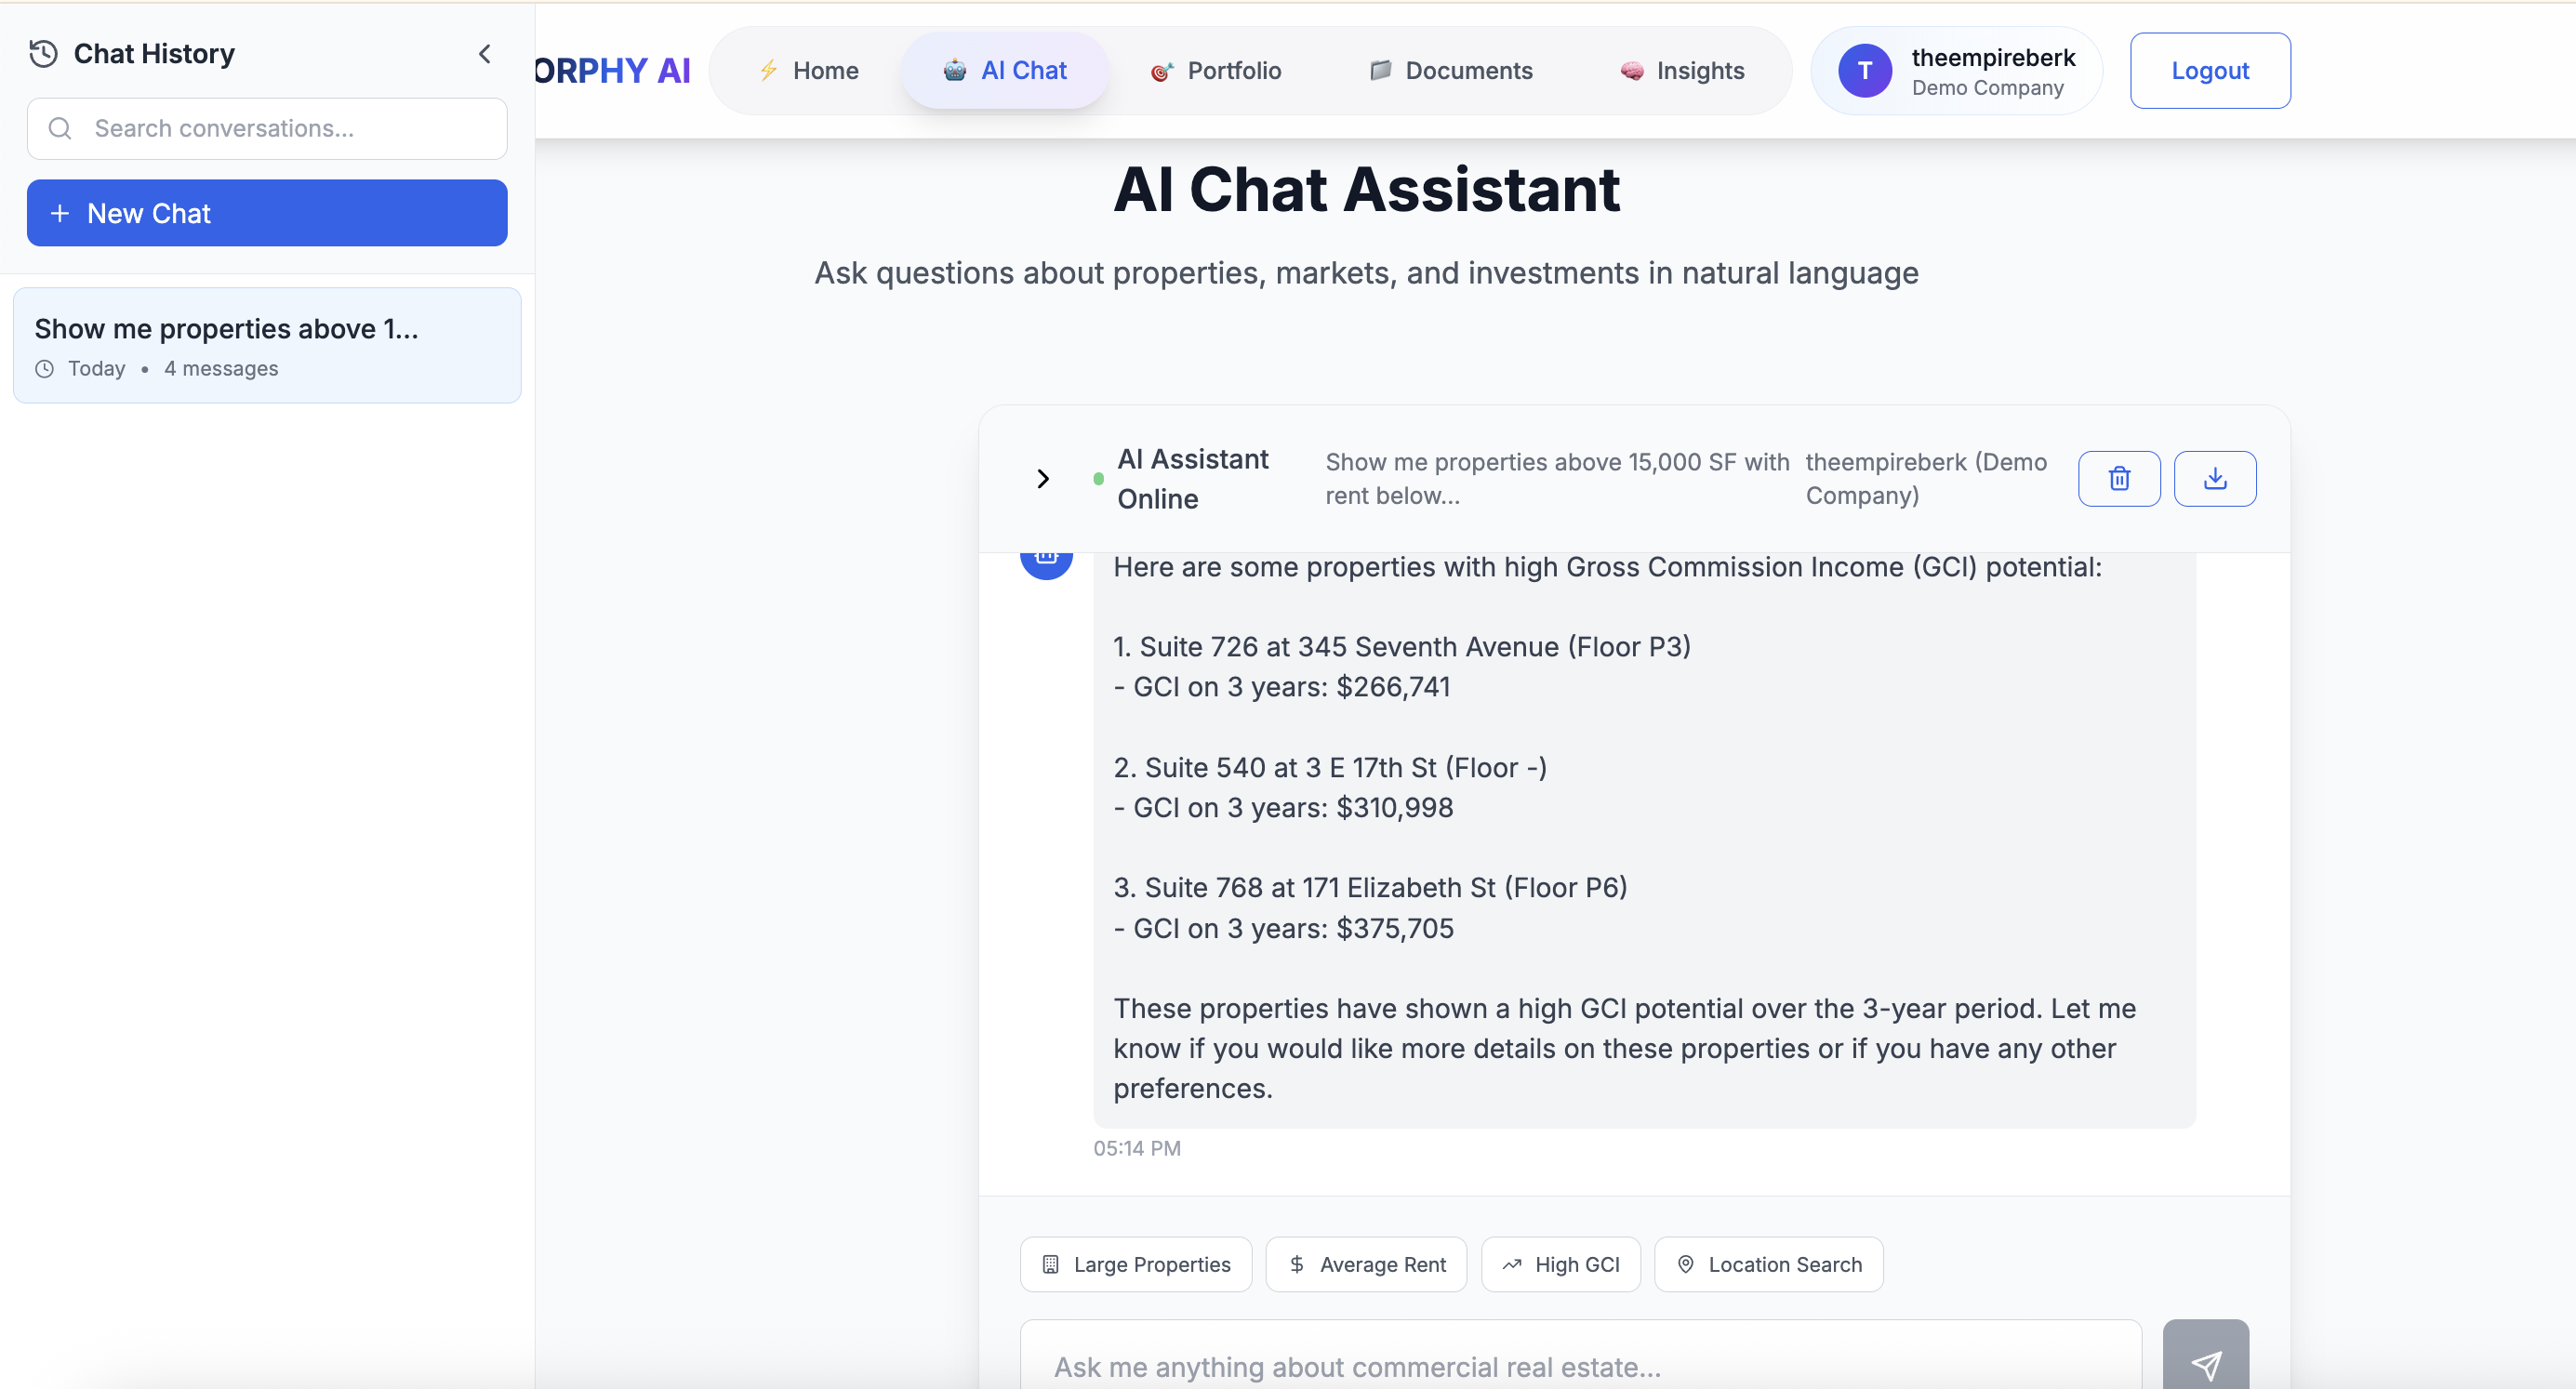 Chat History
Search conversations...
+ New Chat
Show me properties above 1...
Today • 4 messages
ORPHY AI
Home
AI Chat
Portfolio
Documents
Insights
T
theempireberk
Demo Company
Logout
AI Chat Assistant
Ask questions about properties, markets, and investments in natural language
AI Assistant
Online
Show me properties above 15,000 SF with
rent below...
theempireberk (Demo
Company)
Here are some properties with high Gross Commission Income (GCI) potential:
1. Suite 726 at 345 Seventh Avenue (Floor P3)
- GCI on 3 years: $266,741
2. Suite 540 at 3 E 17th St (Floor -)
- GCI on 3 years: $310,998
3. Suite 768 at 171 Elizabeth St (Floor P6)
- GCI on 3 years: $375,705
These properties have shown a high GCI potential over the 3-year period. Let me
know if you would like more details on these properties or if you have any other
preferences.
05:14 PM
Large Properties
$ Average Rent
High GCI
Location Search
Ask me anything about commercial real estate...